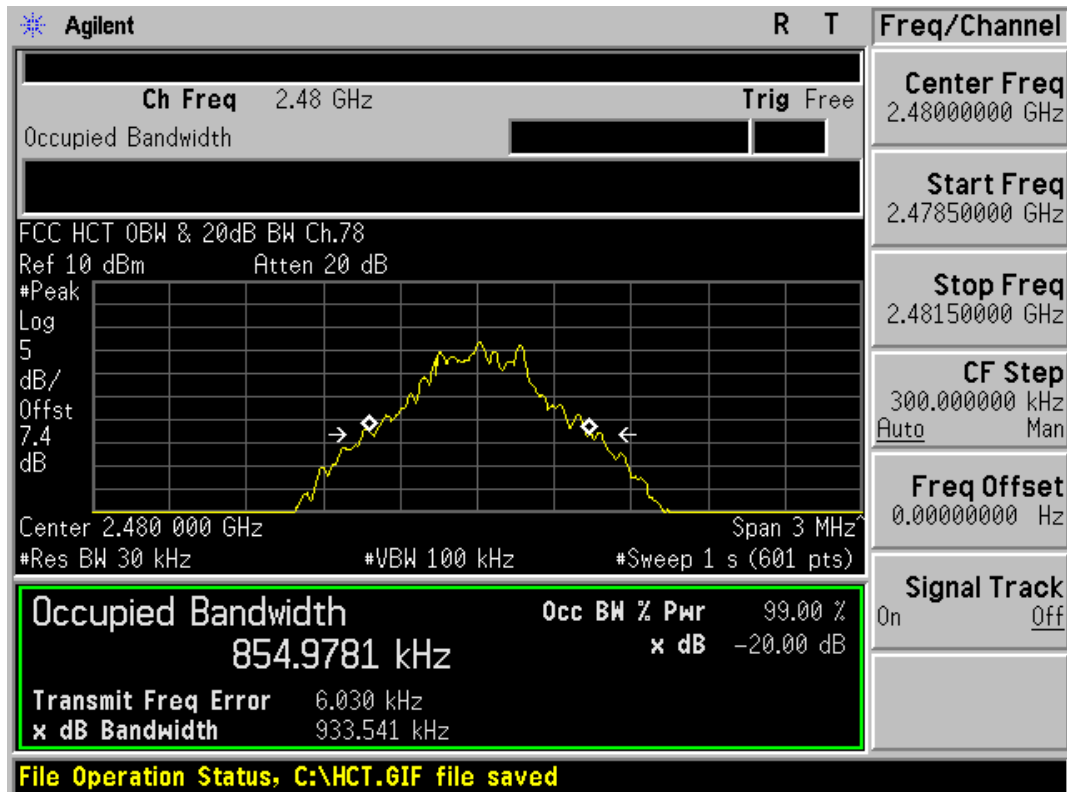 Agilent R T Freq/Channel
Ch Freq 2.48 GHz Trig Free
Occupied Bandwidth
Center Freq
2.48000000 GHz
Start Freq
2.47850000 GHz
Stop Freq
2.48150000 GHz
CF Step
300.000000 kHz
Auto Man
Freq Offset
0.00000000 Hz
Signal Track
On Off
FCC HCT OBW & 20dB BW Ch.78
Ref 10 dBm Atten 20 dB
#Peak
Log
5
dB/
Offst
7.4
dB
Center 2.480 000 GHz Span 3 MHz^
#Res BW 30 kHz #VBW 100 kHz #Sweep 1 s (601 pts)
Occupied Bandwidth Occ BW % Pwr 99.00 %
854.9781 kHz x dB -20.00 dB
Transmit Freq Error 6.030 kHz
x dB Bandwidth 933.541 kHz
File Operation Status, C:\HCT.GIF file saved